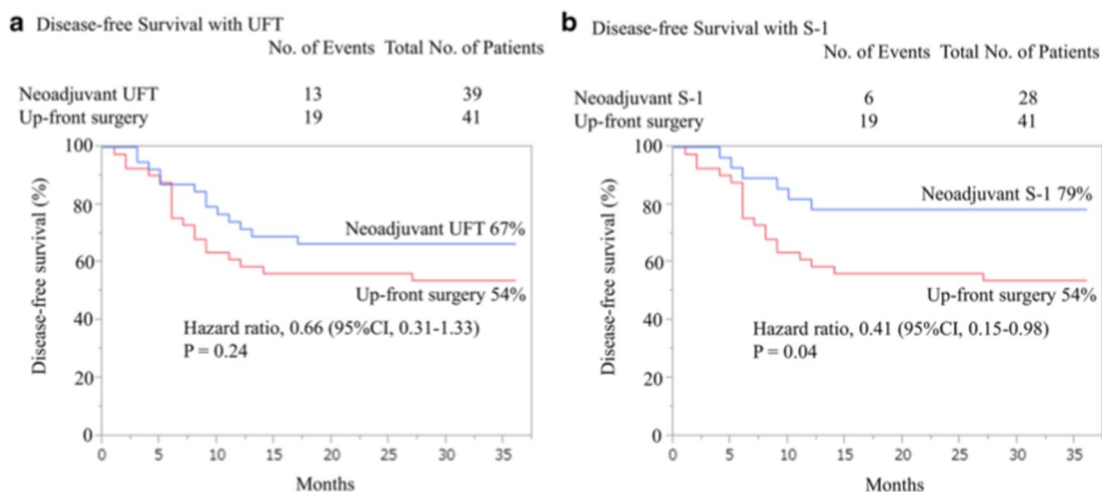 a Disease-free Survival with UFT
No. of Events Total No. of Patients
Neoadjuvant UFT 13 39
Up-front surgery 19 41
Disease-free survival (%)
100
80
60
40
20
0
Neoadjuvant UFT 67%
Up-front surgery 54%
Hazard ratio, 0.66 (95%CI, 0.31-1.33)
P = 0.24
0 5 10 15 20 25 30 35
Months
b Disease-free Survival with S-1
No. of Events Total No. of Patients
Neoadjuvant S-1 6 28
Up-front surgery 19 41
Disease-free survival (%)
100
80
60
40
20
0
Neoadjuvant S-1 79%
Up-front surgery 54%
Hazard ratio, 0.41 (95%CI, 0.15-0.98)
P = 0.04
0 5 10 15 20 25 30 35
Months